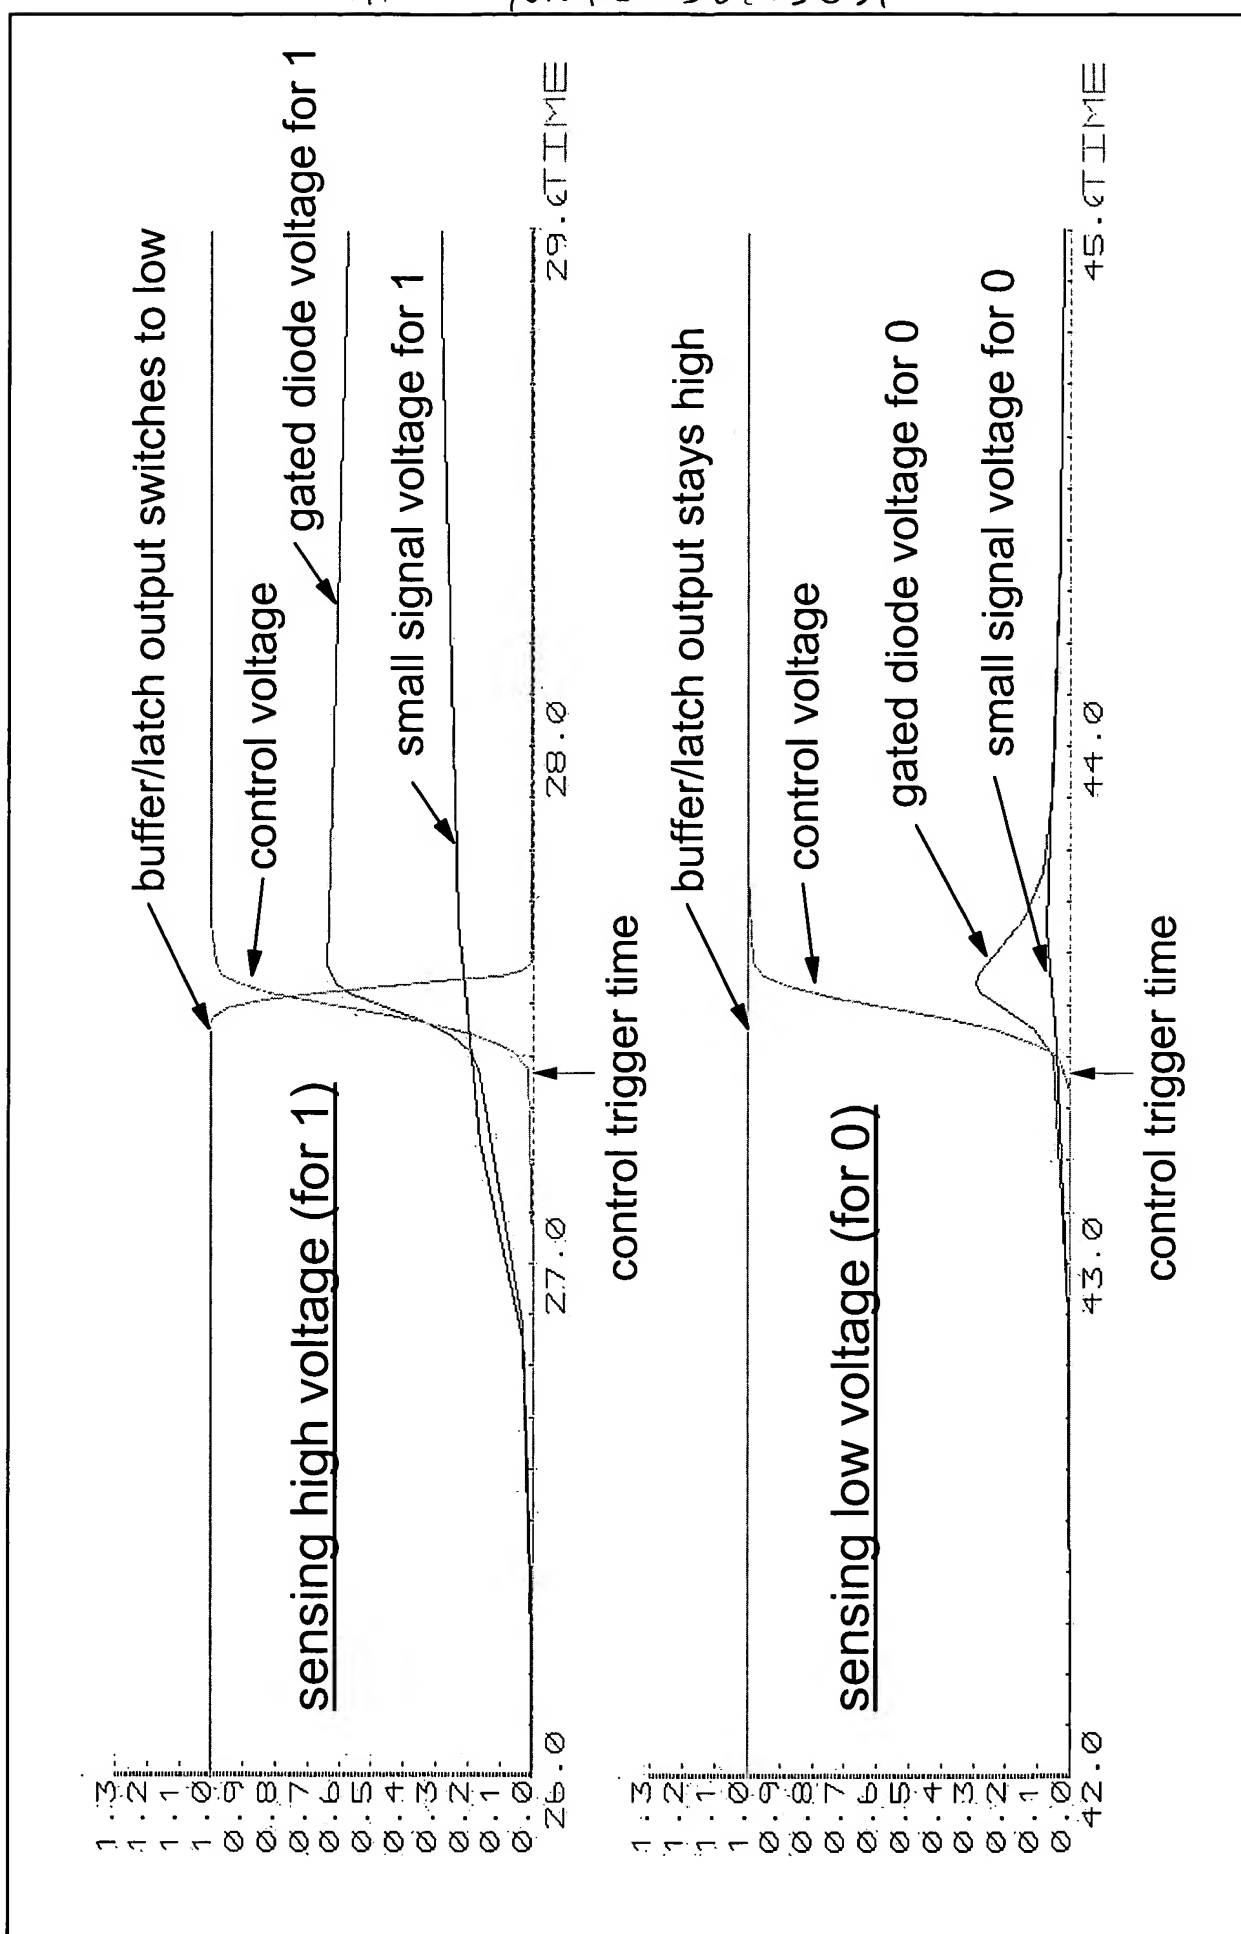 buffer/latch output switches to low
control voltage
gated diode voltage for 1
small signal voltage for 1
sensing high voltage (for 1)
1.3
1.2
1.1
1.0
0.9
0.8
0.7
0.6
0.5
0.4
0.3
0.2
0.1
0.0
26.0 27.0 28.0 29.0 TIME
control trigger time
buffer/latch output stays high
control voltage
gated diode voltage for 0
small signal voltage for 0
sensing low voltage (for 0)
1.3
1.2
1.1
1.0
0.9
0.8
0.7
0.6
0.5
0.4
0.3
0.2
0.1
0.0
42.0 43.0 44.0 45.0 TIME
control trigger time